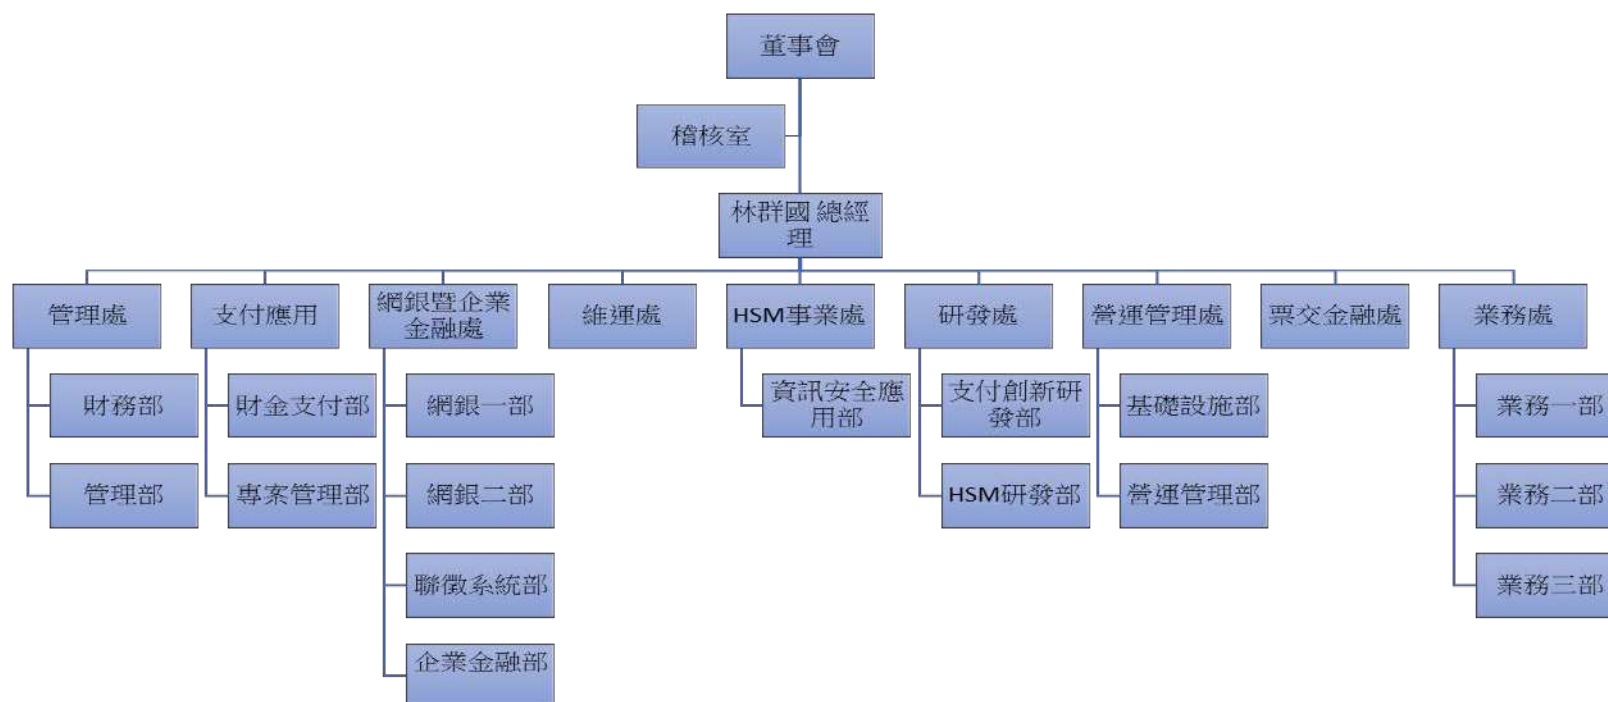 董事會
稽核室
林群國 總經
理
管理處
支付應用
網銀暨企業
金融處
維運處
HSM事業處
研發處
營運管理處
票交金融處
業務處
財務部
財金支付部
網銀一部
資訊安全應
用部
支付創新研
發部
基礎設施部
業務一部
管理部
專案管理部
網銀二部
HSM研發部
營運管理部
業務二部
聯徵系統部
業務三部
企業金融部